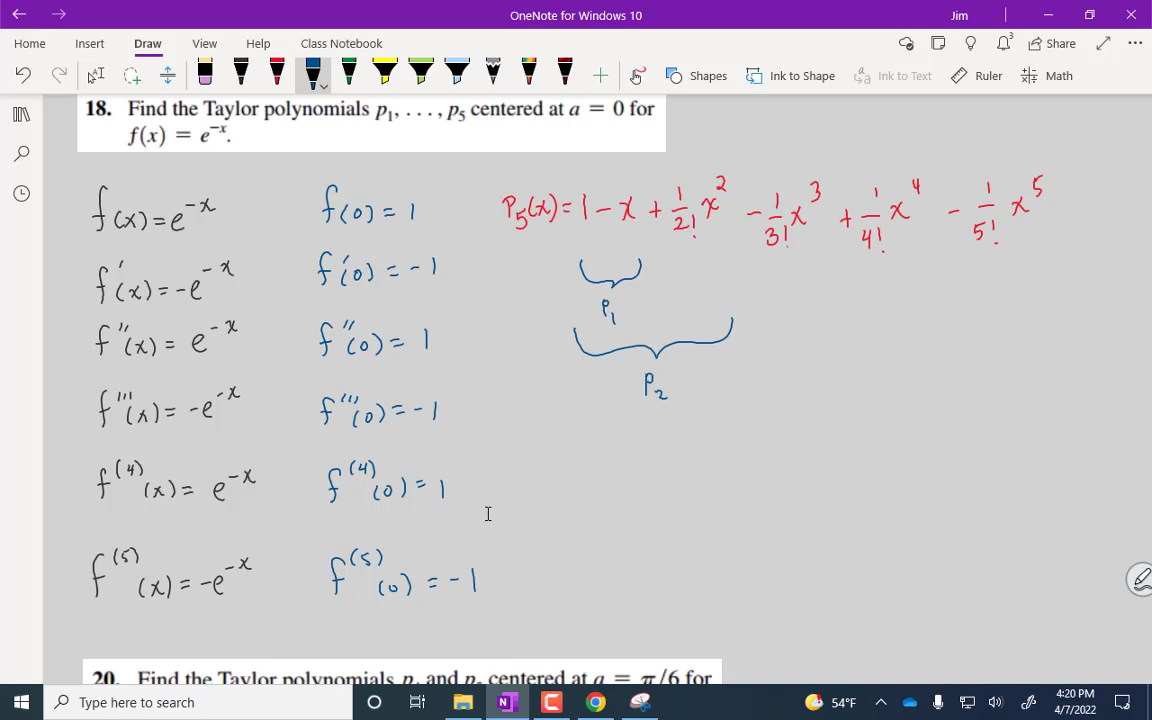 OneNote for Windows 10
Jim
Home Insert Draw View Help Class Notebook
Share
Shapes Ink to Shape Ink to Text Ruler Math
18. Find the Taylor polynomials p₁, . . . , p₅ centered at a = 0 for
f(x) = e⁻ˣ.
f(x) = e^-x f(0) = 1 P₅(x) = 1 - x + 1/2! x² - 1/3! x³ + 1/4! x⁴ - 1/5! x⁵
f'(x) = -e^-x f'(0) = -1
P₁
f''(x) = e^-x f''(0) = 1
P₂
f'''(x) = -e^-x f'''(0) = -1
f^(4)(x) = e^-x f^(4)(0) = 1
f^(5)(x) = -e^-x f^(5)(0) = -1
20. Find the Taylor polynomials and centered at a = π/6 for
Type here to search
54°F
4:20 PM
4/7/2022